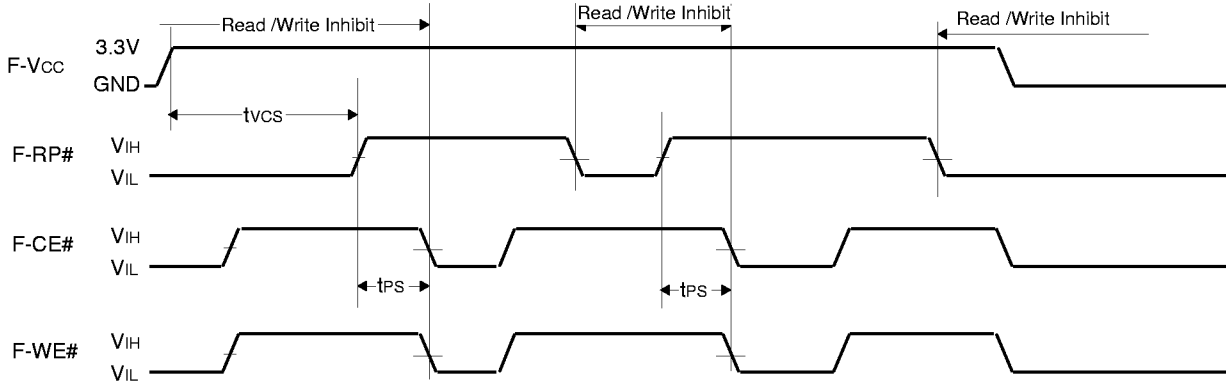 Read /Write Inhibit
Read /Write Inhibit
Read /Write Inhibit
F-VCC
3.3V
GND
tVCS
F-RP#
VIH
VIL
F-CE#
VIH
VIL
tPS
tPS
F-WE#
VIH
VIL